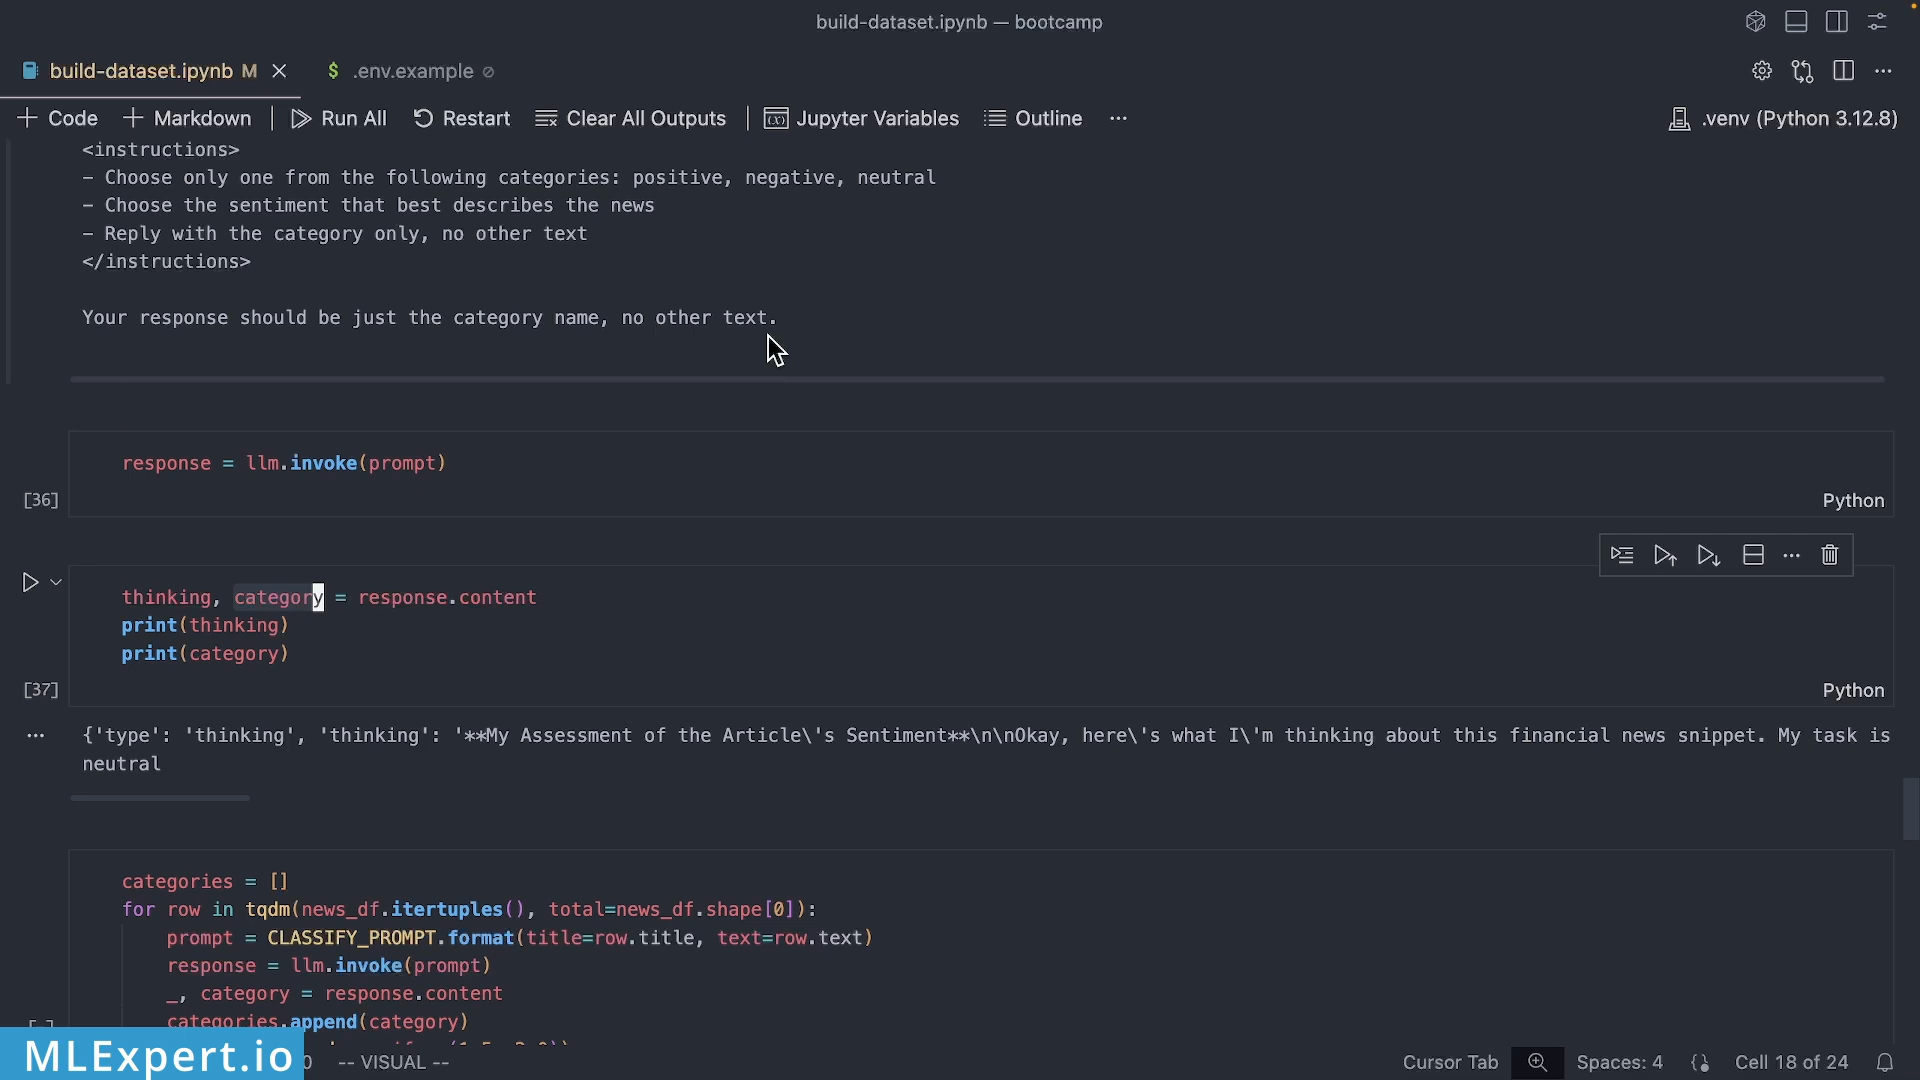 build-dataset.ipynb — bootcamp
build-dataset.ipynb M
$ .env.example
Code
Markdown
Run All
Restart
Clear All Outputs
Jupyter Variables
Outline
...
.venv (Python 3.12.8)
<instructions>
- Choose only one from the following categories: positive, negative, neutral
- Choose the sentiment that best describes the news
- Reply with the category only, no other text
</instructions>
Your response should be just the category name, no other text.
response = llm.invoke(prompt)
[36]
Python
thinking, category = response.content
print(thinking)
print(category)
[37]
Python
{'type': 'thinking', 'thinking': '**My Assessment of the Article\'s Sentiment**\n\nOkay, here\'s what I\'m thinking about this financial news snippet. My task is
neutral
categories = []
for row in tqdm(news_df.itertuples(), total=news_df.shape[0]):
    prompt = CLASSIFY_PROMPT.format(title=row.title, text=row.text)
    response = llm.invoke(prompt)
    _, category = response.content
    categories.append(category)
MLExpert.io
-- VISUAL --
Cursor Tab
Spaces: 4
Cell 18 of 24